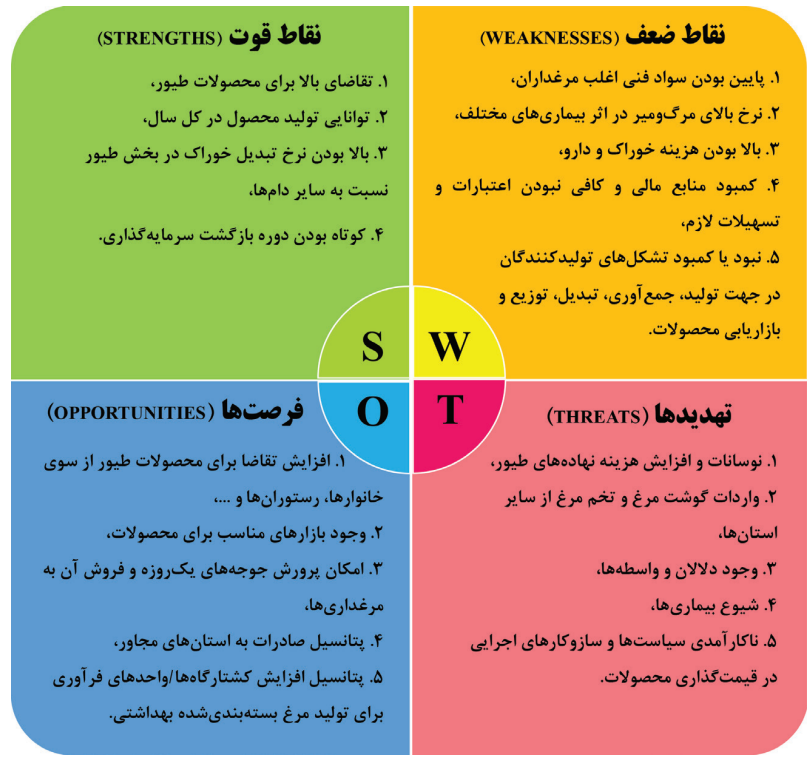 نقاط قوت (STRENGTHS)
۱. تقاضای بالا برای محصولات طیور،
۲. توانایی تولید محصول در کل سال،
۳. بالا بودن نرخ تبدیل خوراک در بخش طیور
نسبت به سایر دام‌ها،
۴. کوتاه بودن دوره بازگشت سرمایه‌گذاری.
S
نقاط ضعف (WEAKNESSES)
۱. پایین بودن سواد فنی اغلب مرغداران،
۲. نرخ بالای مرگ‌ومیر در اثر بیماری‌های مختلف،
۳. بالا بودن هزینه خوراک و دارو،
۴. کمبود منابع مالی و کافی نبودن اعتبارات و
تسهیلات لازم،
۵. نبود یا کمبود تشکل‌های تولیدکنندگان
در جهت تولید، جمع‌آوری، تبدیل، توزیع و
بازاریابی محصولات.
W
فرصت‌ها (OPPORTUNITIES)
O
۱. افزایش تقاضا برای محصولات طیور از سوی
خانوارها، رستوران‌ها و ...،
۲. وجود بازارهای مناسب برای محصولات،
۳. امکان پرورش جوجه‌های یک‌روزه و فروش آن به
مرغداری‌ها،
۴. پتانسیل صادرات به استان‌های مجاور،
۵. پتانسیل افزایش کشتارگاه‌ها/واحدهای فرآوری
برای تولید مرغ بسته‌بندی‌شده بهداشتی.
تهدیدها (THREATS)
T
۱. نوسانات و افزایش هزینه نهاده‌های طیور،
۲. واردات گوشت مرغ و تخم مرغ از سایر
استان‌ها،
۳. وجود دلالان و واسطه‌ها،
۴. شیوع بیماری‌ها،
۵. ناکارآمدی سیاست‌ها و سازوکارهای اجرایی
در قیمت‌گذاری محصولات.